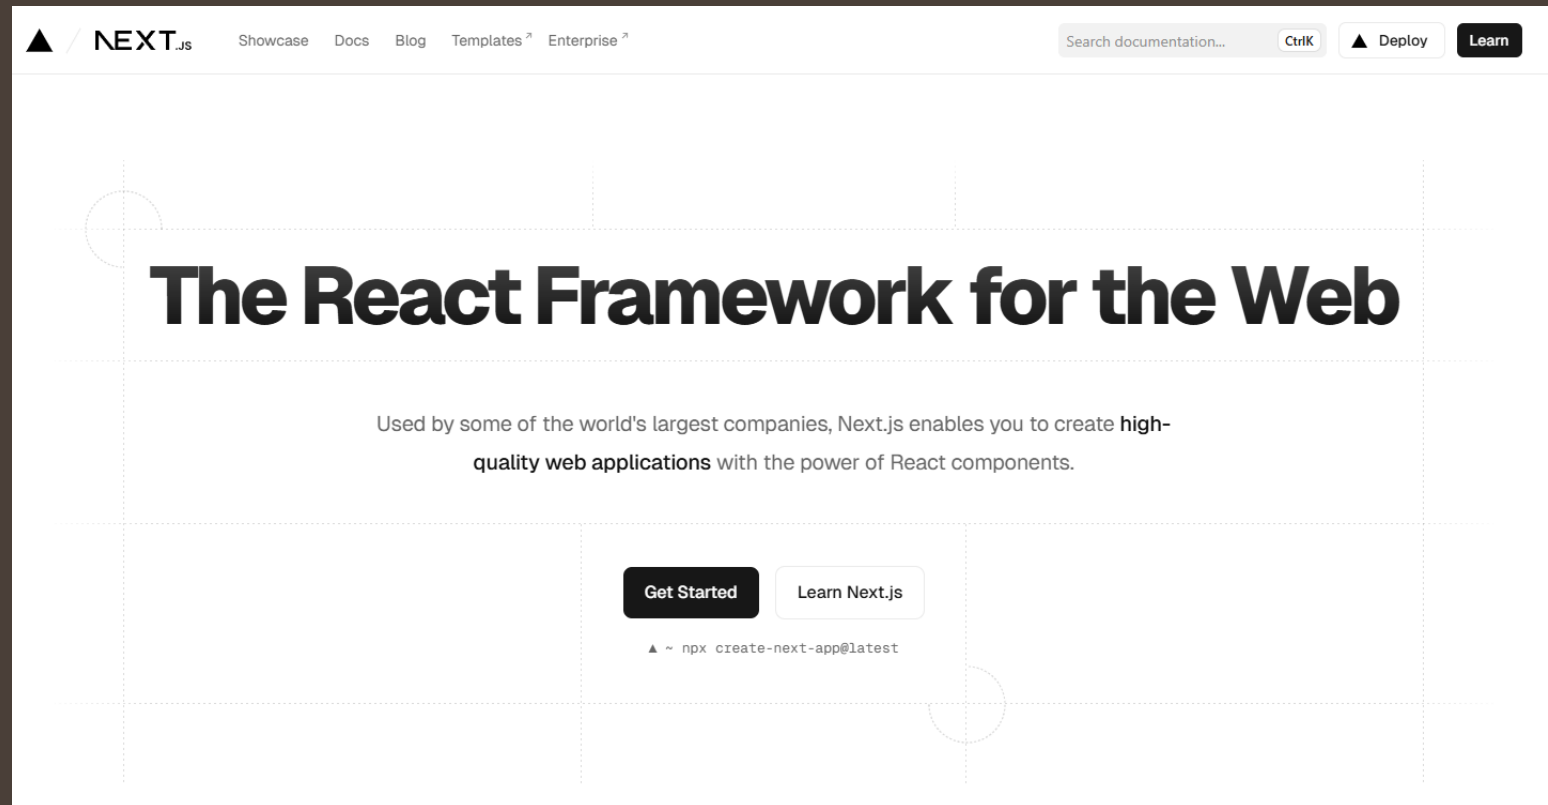 NEXT.JS
Showcase Docs Blog Templates↗ Enterprise↗
Search documentation... CtrlK
▲ Deploy
Learn
The React Framework for the Web
Used by some of the world's largest companies, Next.js enables you to create high-
quality web applications with the power of React components.
Get Started
Learn Next.js
▲ ~ npx create-next-app@latest